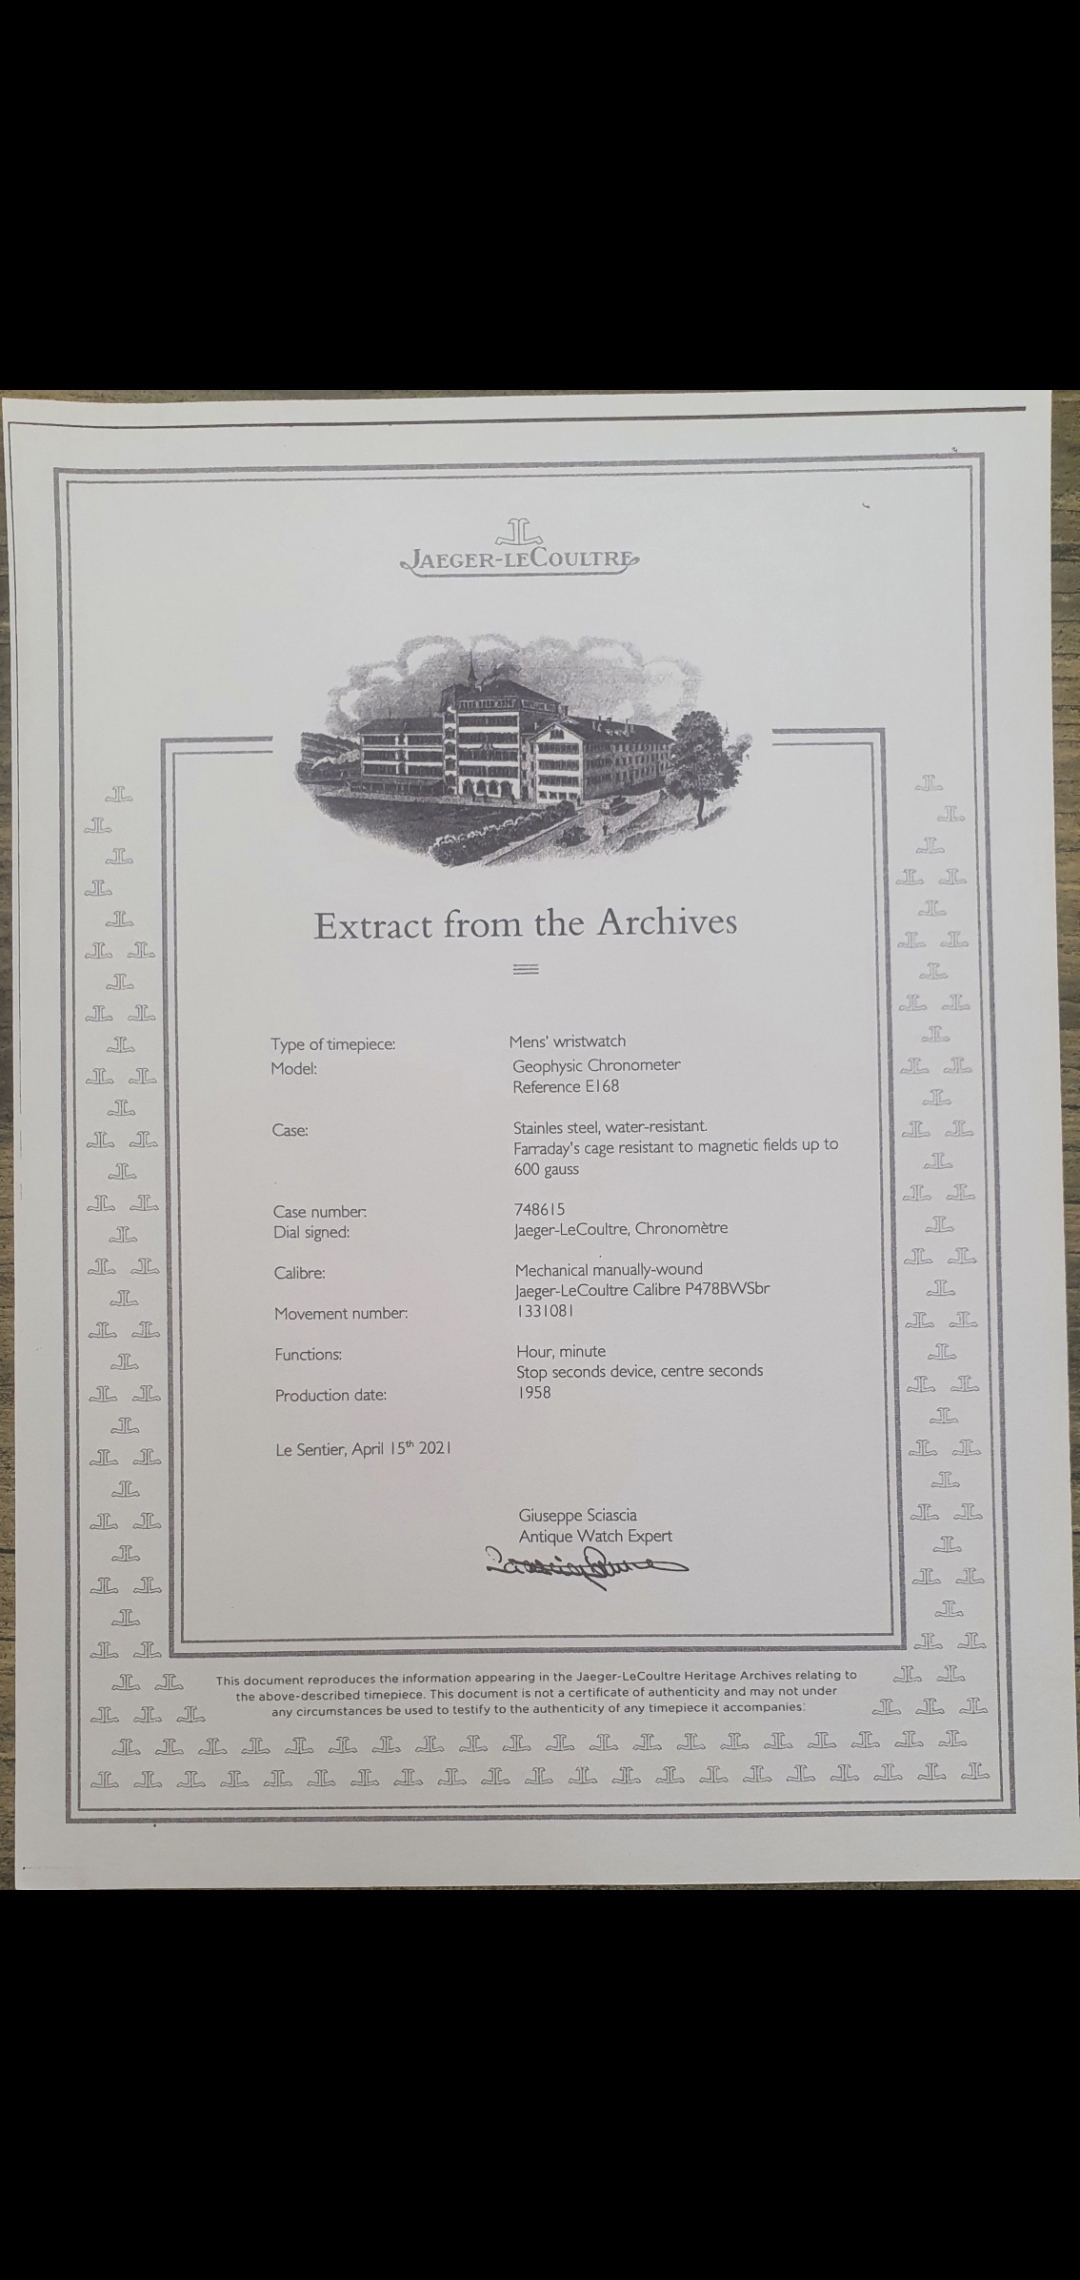 JAEGER-LECOULTRE
Extract from the Archives
Type of timepiece: Mens' wristwatch
Model: Geophysic Chronometer
Reference E168
Case: Stainles steel, water-resistant.
Farraday's cage resistant to magnetic fields up to
600 gauss
Case number: 748615
Dial signed: Jaeger-LeCoultre, Chronomètre
Calibre: Mechanical manually-wound
Jaeger-LeCoultre Calibre P478BWSbr
Movement number: 1331081
Functions: Hour, minute
Stop seconds device, centre seconds
Production date: 1958
Le Sentier, April 15th 2021
Giuseppe Sciascia
Antique Watch Expert
This document reproduces the information appearing in the Jaeger-LeCoultre Heritage Archives relating to
the above-described timepiece. This document is not a certificate of authenticity and may not under
any circumstances be used to testify to the authenticity of any timepiece it accompanies.